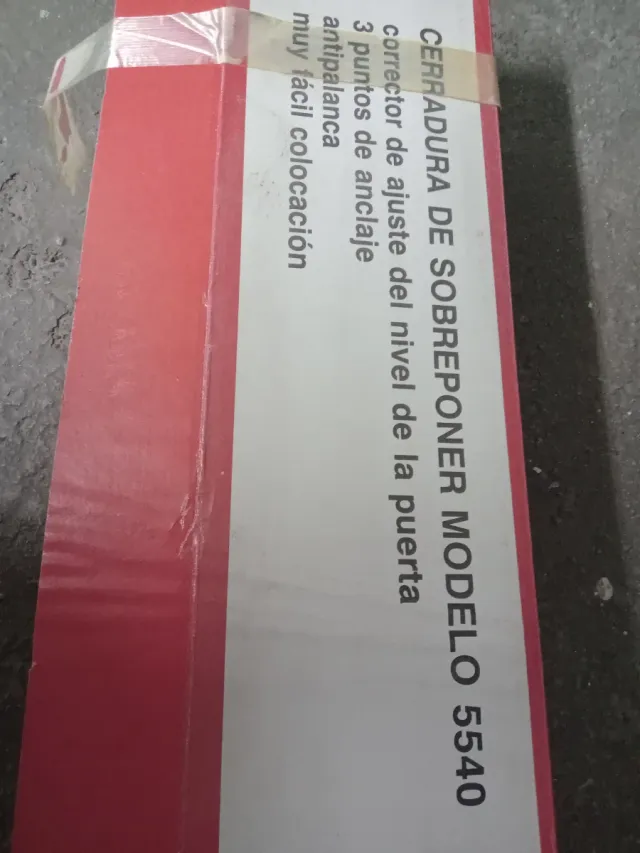 CERRADURA DE SOBREPONER MODELO 5540
corrector de ajuste del nivel de la puerta
3 puntos de anclaje
antipalanca
muy fácil colocación